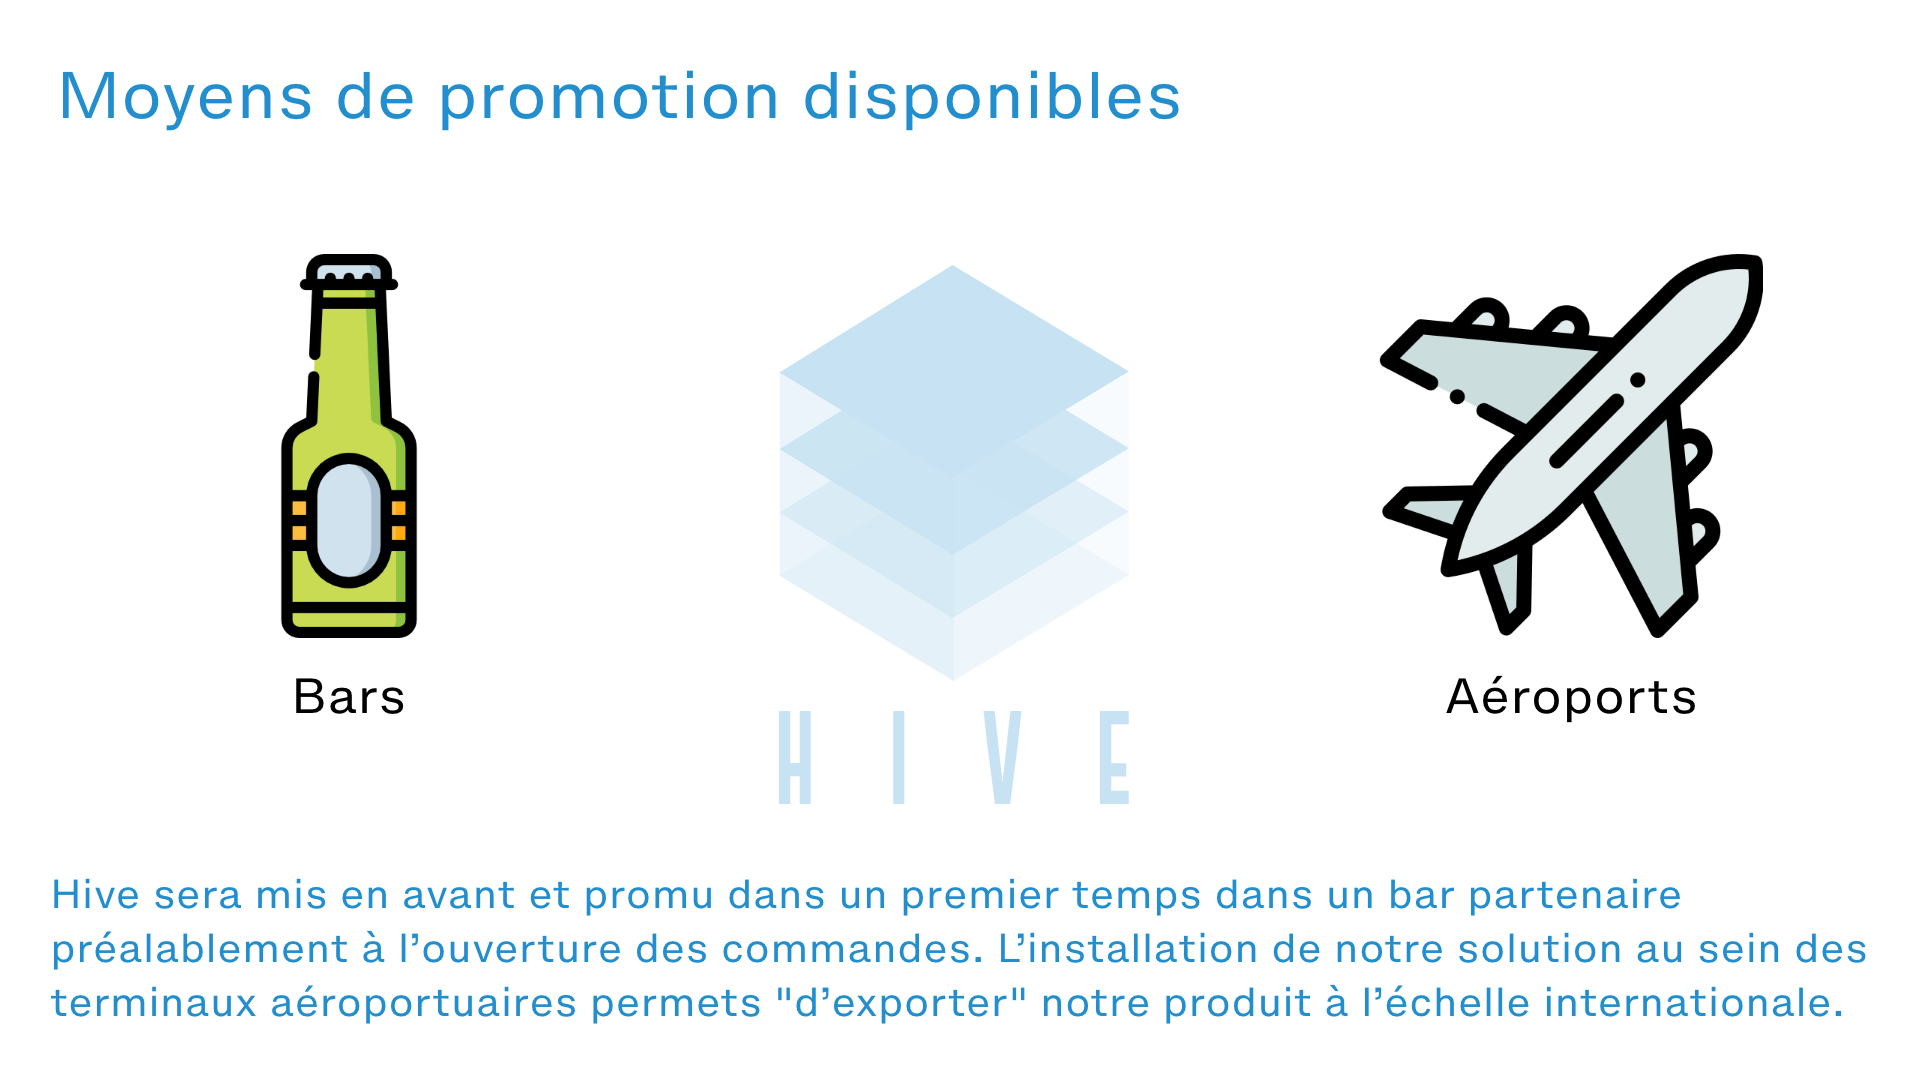 Moyens de promotion disponibles
Bars
HIVE
Aéroports
Hive sera mis en avant et promu dans un premier temps dans un bar partenaire
préalablement à l’ouverture des commandes. L’installation de notre solution au sein des
terminaux aéroportuaires permets "d’exporter" notre produit à l’échelle internationale.